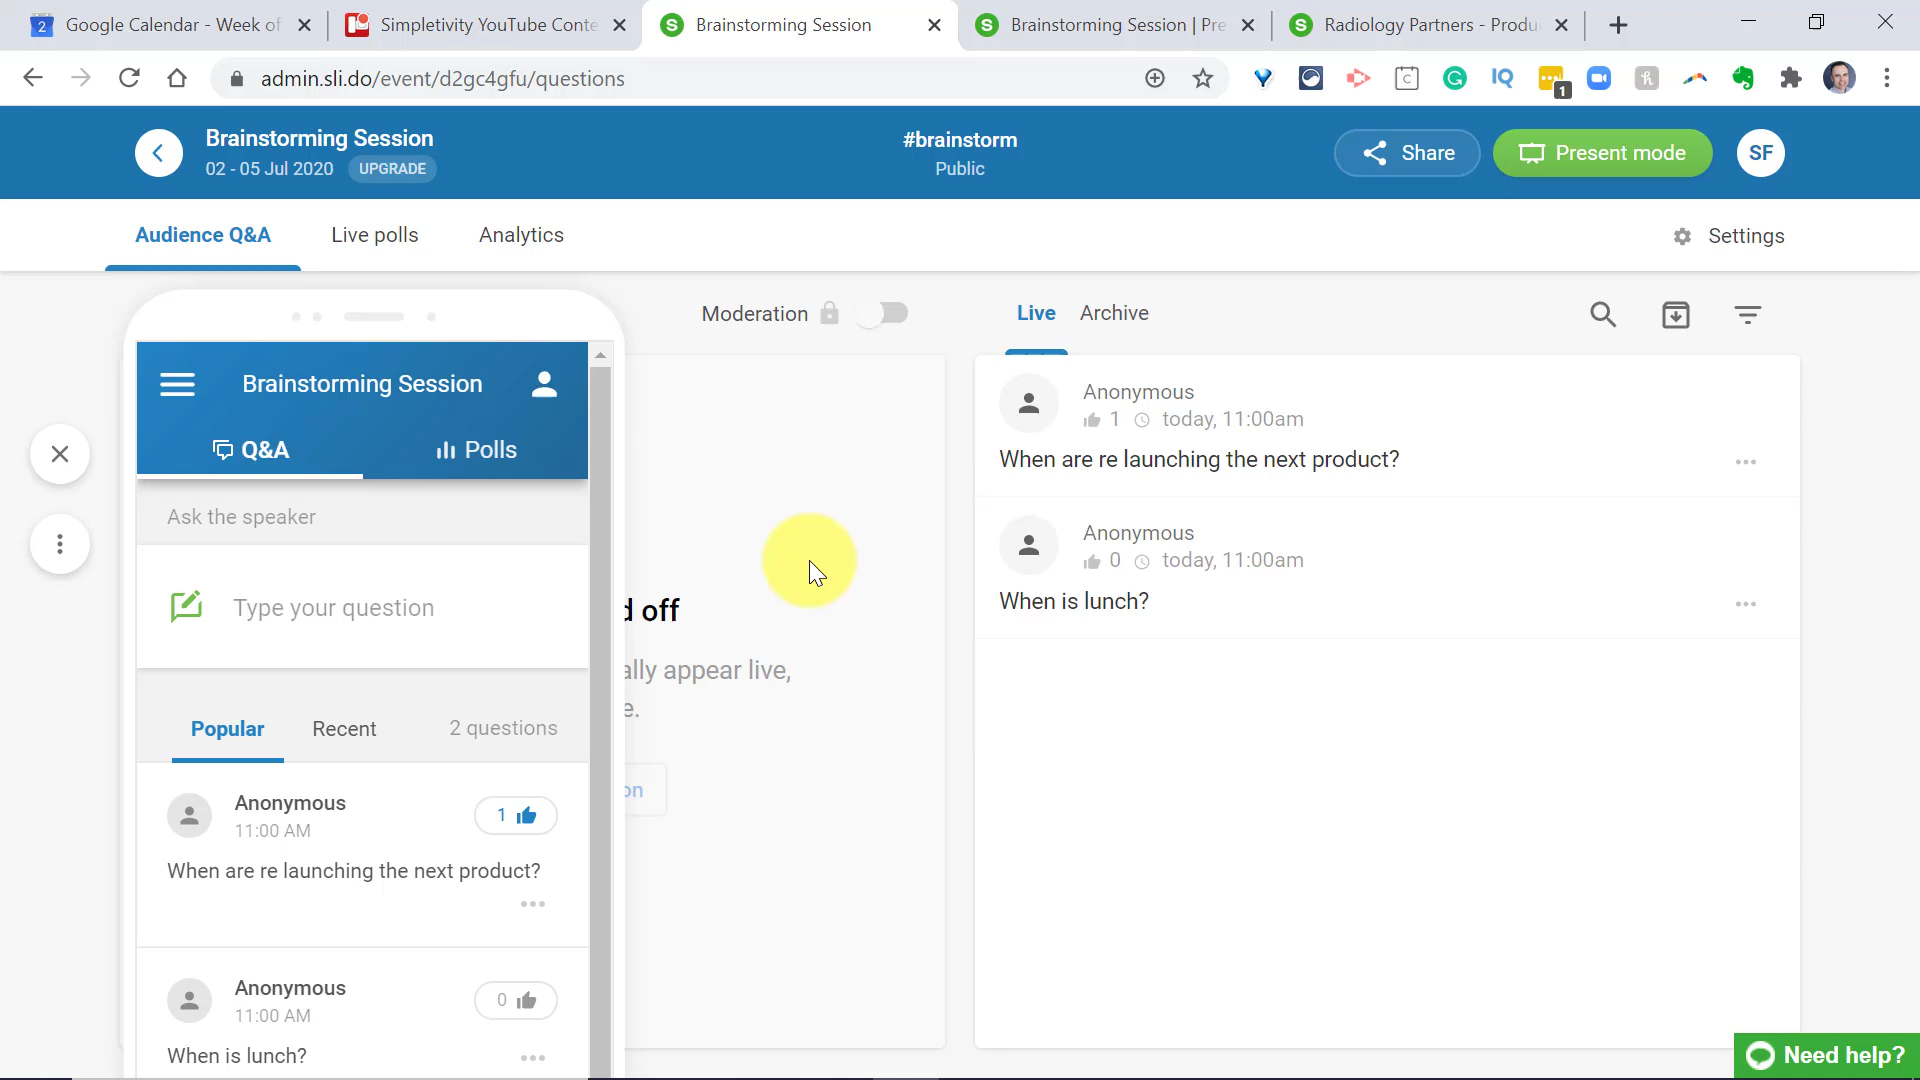 2 Google Calendar - Week of
Simpletivity YouTube Conte
Brainstorming Session
Brainstorming Session | Pre
Radiology Partners - Produ
admin.sli.do/event/d2gc4gfu/questions
C
IQ
1
h
Brainstorming Session
02 - 05 Jul 2020 UPGRADE
#brainstorm
Public
Share
Present mode
SF
Audience Q&A
Live polls
Analytics
Settings
Moderation
Live
Archive
Brainstorming Session
Q&A
Polls
Ask the speaker
Type your question
Popular
Recent
2 questions
Anonymous
11:00 AM
1
When are re launching the next product?
Anonymous
11:00 AM
0
When is lunch?
d off
ally appear live,
e.
on
Anonymous
1 today, 11:00am
When are re launching the next product?
Anonymous
0 today, 11:00am
When is lunch?
Need help?